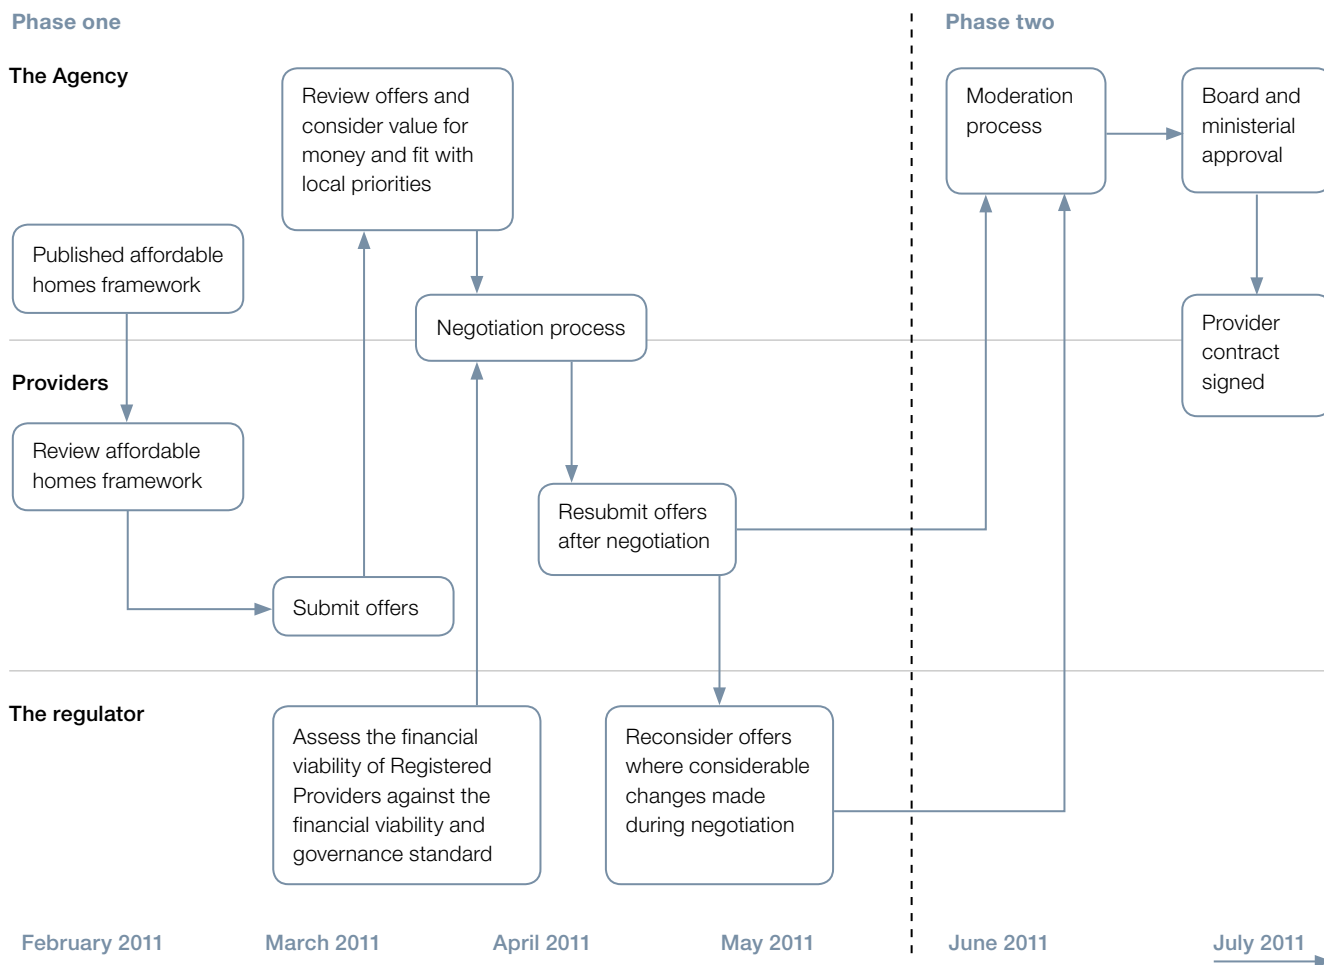 Phase one
Phase two
The Agency
Review offers and
consider value for
money and fit with
local priorities
Moderation
process
Board and
ministerial
approval
Published affordable
homes framework
Negotiation process
Provider
contract
signed
Providers
Review affordable
homes framework
Resubmit offers
after negotiation
Submit offers
The regulator
Assess the financial
viability of Registered
Providers against the
financial viability and
governance standard
Reconsider offers
where considerable
changes made
during negotiation
February 2011
March 2011
April 2011
May 2011
June 2011
July 2011